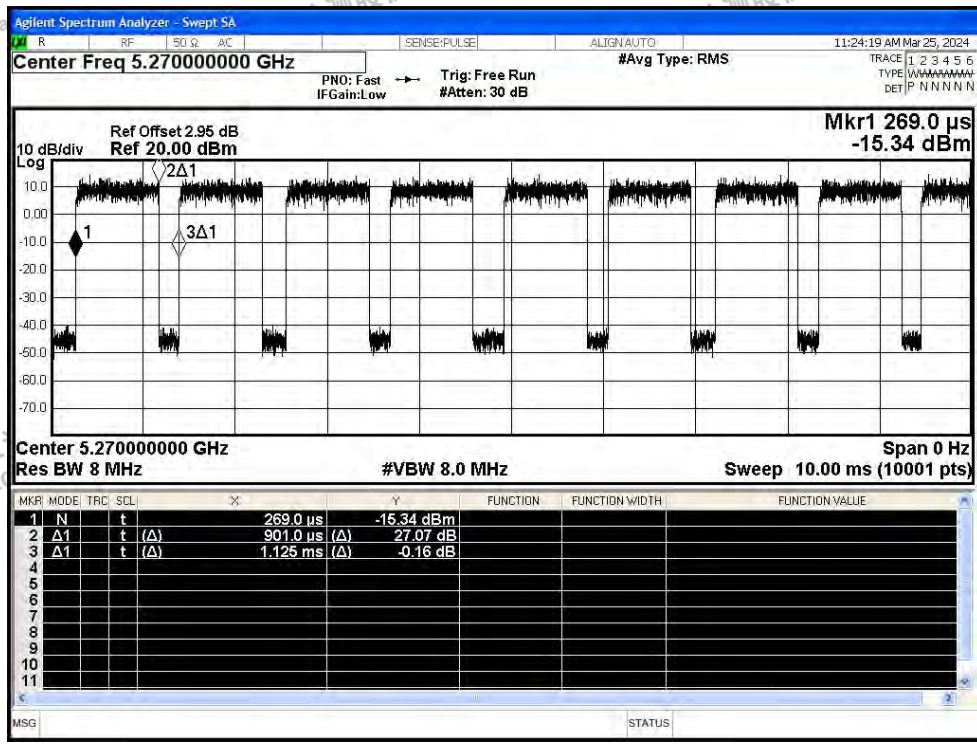 Agilent Spectrum Analyzer - Swept SA
LXI R RF 50 Ω AC SENSE:PULSE ALIGN AUTO 11:24:19 AM Mar 25, 2024
Center Freq 5.270000000 GHz
#Avg Type: RMS
TRACE 1 2 3 4 5 6
PNO: Fast Trig: Free Run
TYPE WWWWWW
IFGain:Low #Atten: 30 dB
DET P N N N N N
Mkr1 269.0 µs
Ref Offset 2.95 dB
10 dB/div Ref 20.00 dBm -15.34 dBm
Log
2Δ1
10.0
0.00
1
3Δ1
-10.0
-20.0
-30.0
-40.0
-50.0
-60.0
-70.0
Center 5.270000000 GHz Span 0 Hz
Res BW 8 MHz #VBW 8.0 MHz Sweep 10.00 ms (10001 pts)
MKR MODE TRC SCL X Y FUNCTION FUNCTION WIDTH FUNCTION VALUE
1 N t 269.0 µs -15.34 dBm
2 Δ1 t (Δ) 901.0 µs (Δ) 27.07 dB
3 Δ1 t (Δ) 1.125 ms (Δ) -0.16 dB
4
5
6
7
8
9
10
11
MSG STATUS